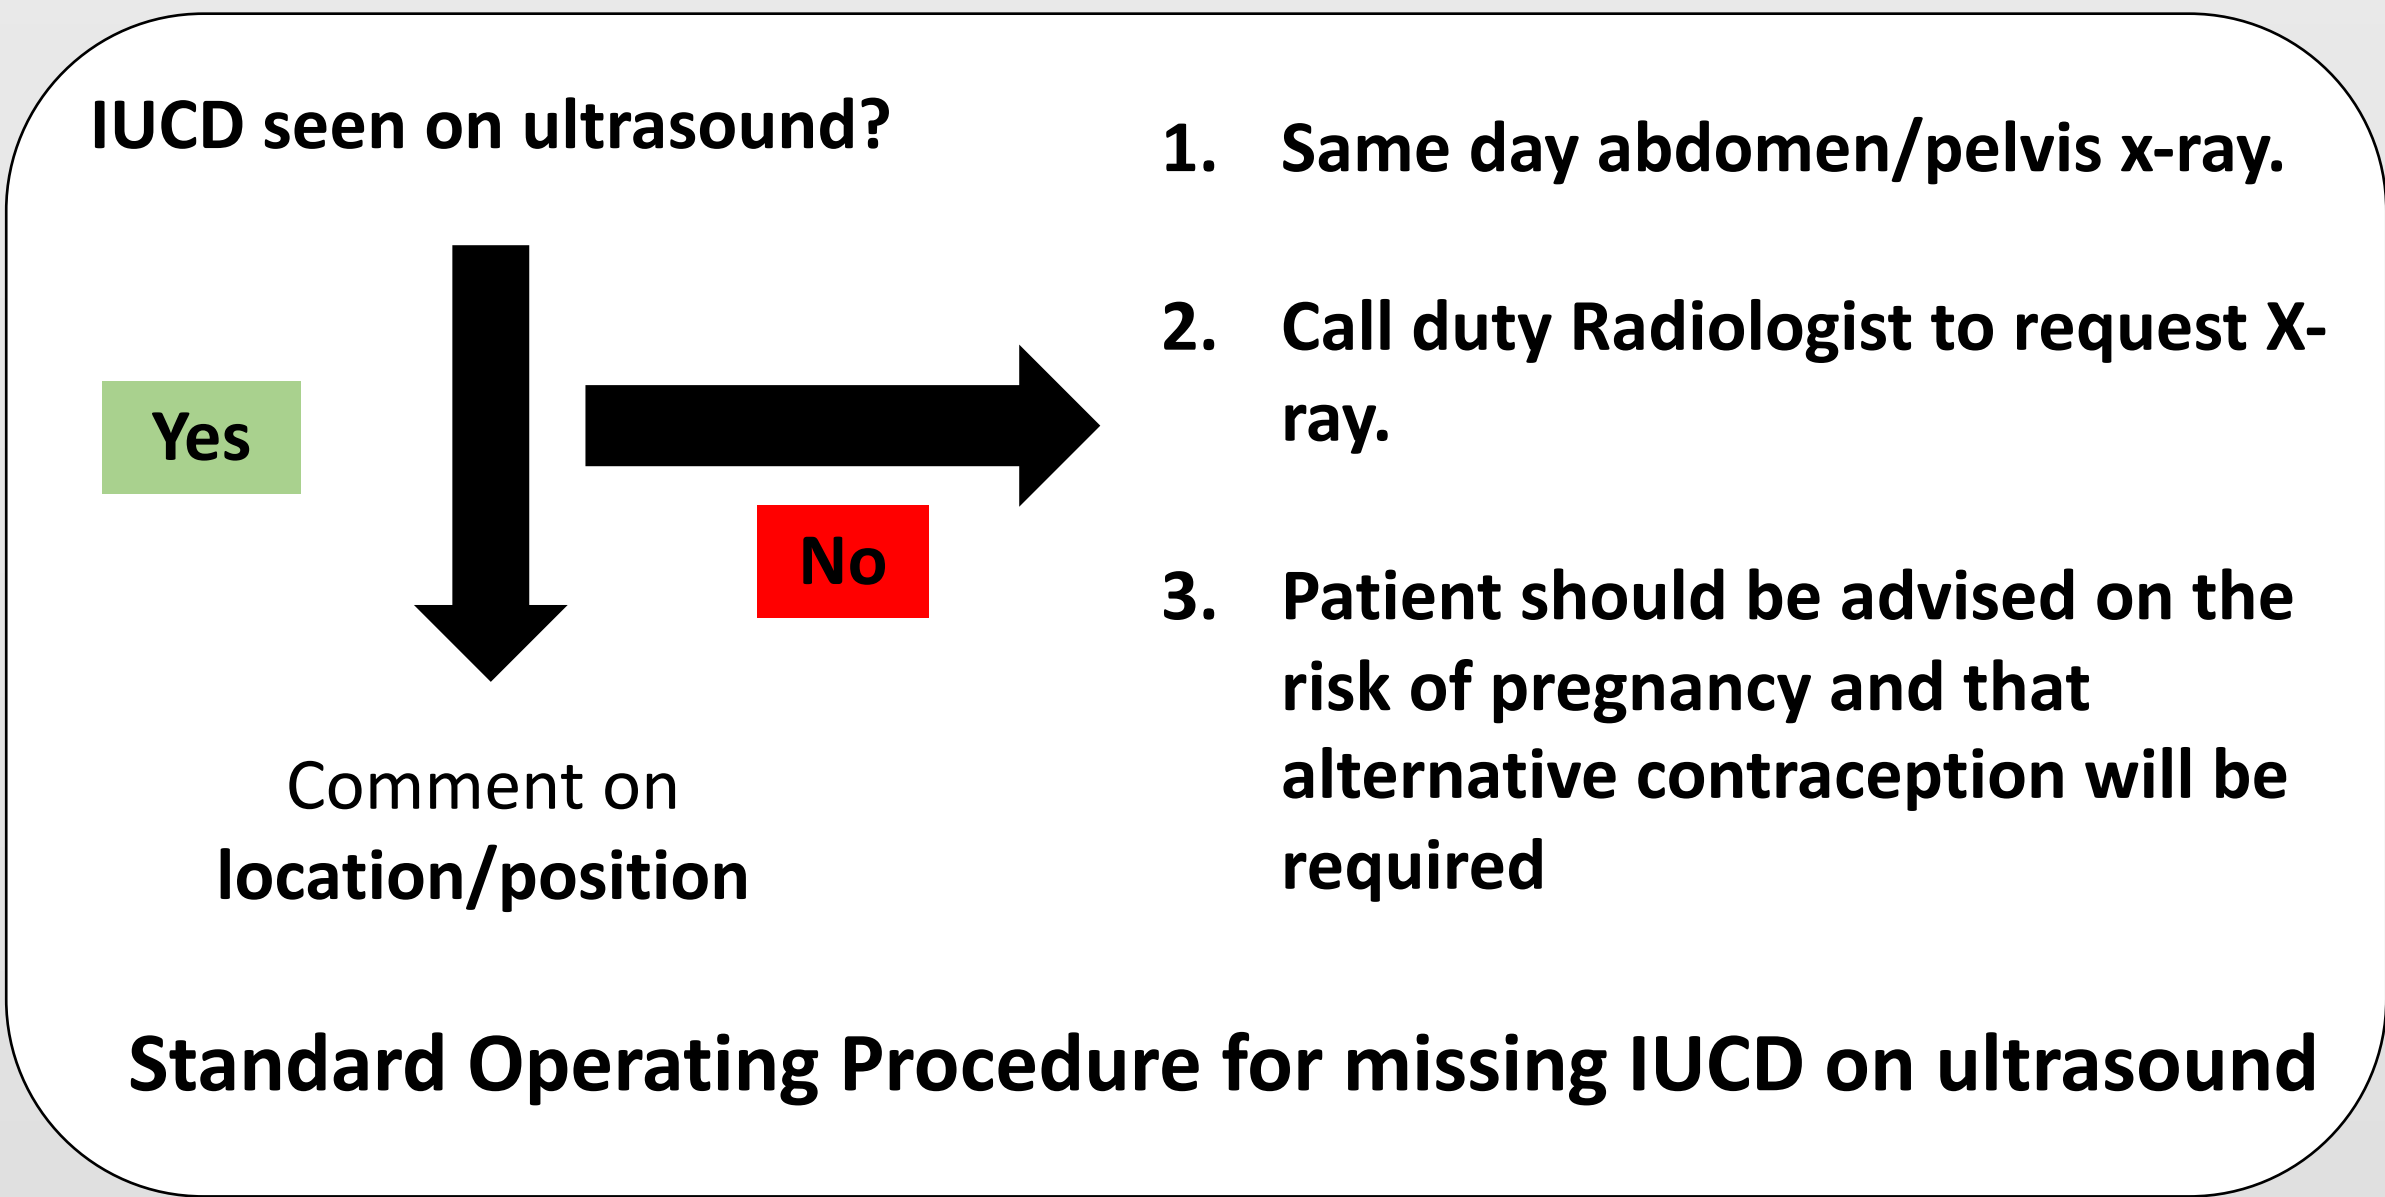 IUCD seen on ultrasound?
Yes
No
Comment on
location/position
1. Same day abdomen/pelvis x-ray.
2. Call duty Radiologist to request X-
ray.
3. Patient should be advised on the
risk of pregnancy and that
alternative contraception will be
required
Standard Operating Procedure for missing IUCD on ultrasound